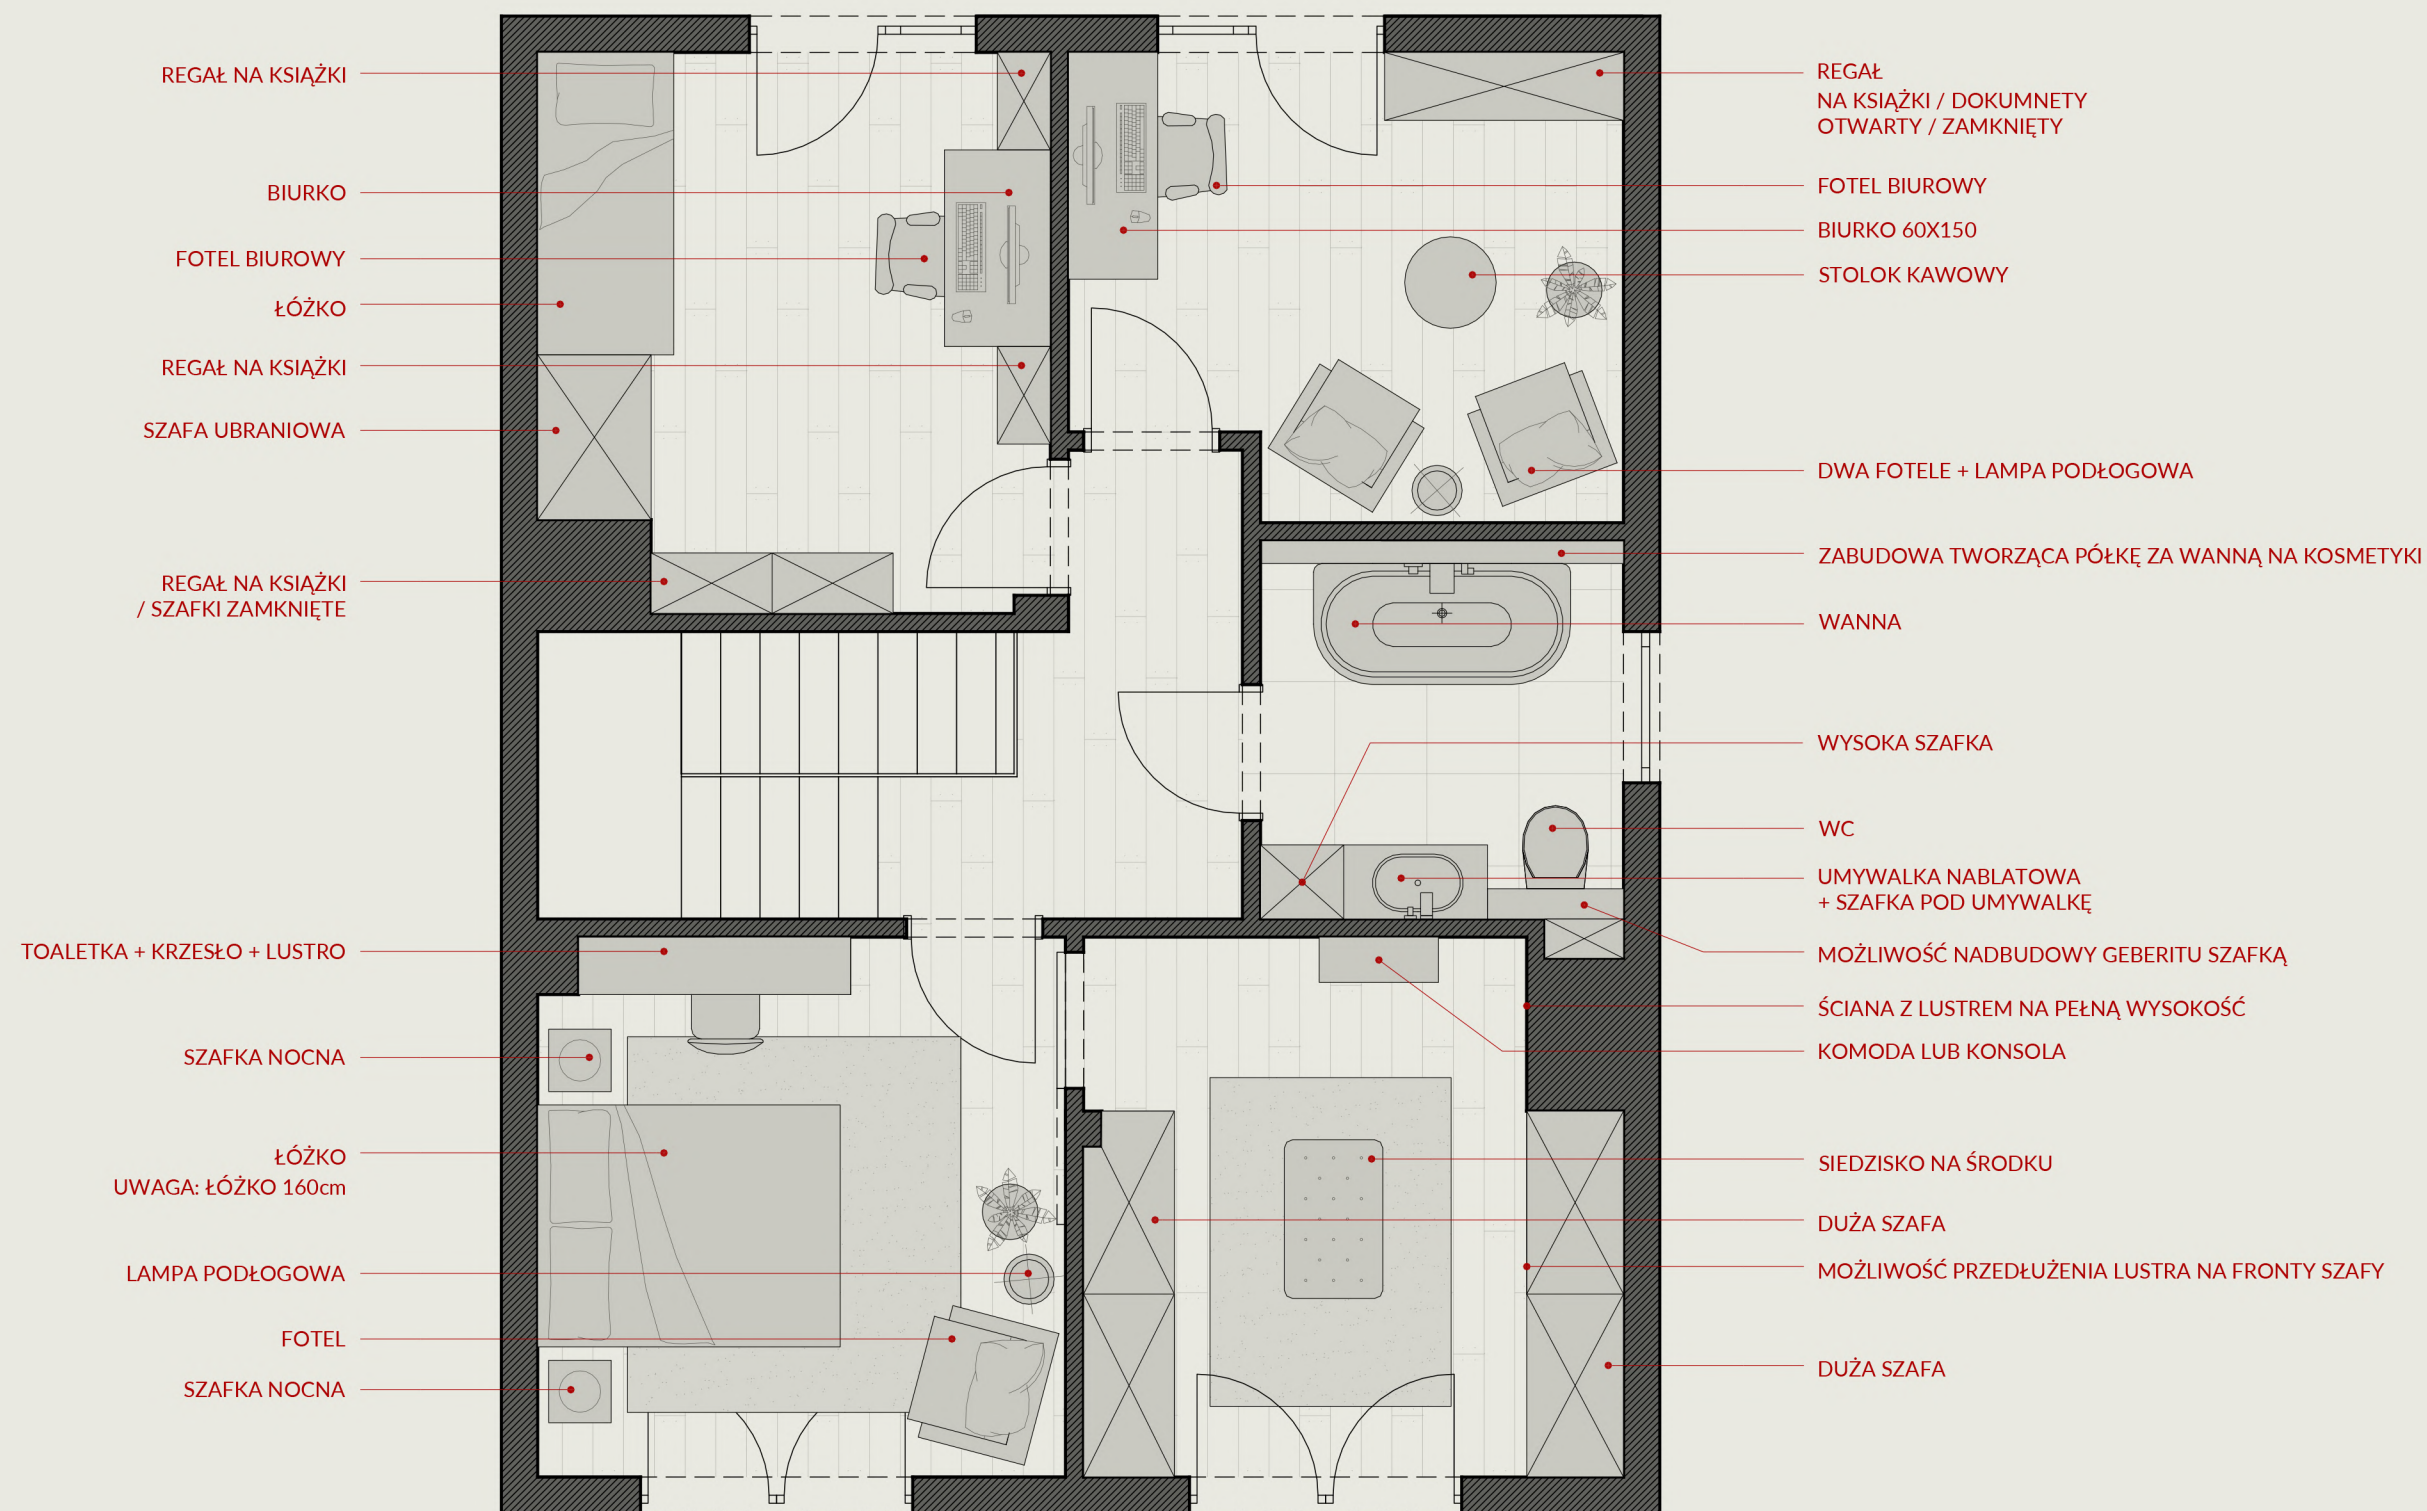 REGAŁ NA KSIĄŻKI
BIURKO
FOTEL BIUROWY
ŁÓŻKO
REGAŁ NA KSIĄŻKI
SZAFA UBRANIOWA
REGAŁ NA KSIĄŻKI
/ SZAFKI ZAMKNIĘTE
TOALETKA + KRZESŁO + LUSTRO
SZAFKA NOCNA
ŁÓŻKO
UWAGA: ŁÓŻKO 160cm
LAMPA PODŁOGOWA
FOTEL
SZAFKA NOCNA
REGAŁ
NA KSIĄŻKI / DOKUMNETY
OTWARTY / ZAMKNIĘTY
FOTEL BIUROWY
BIURKO 60X150
STOLOK KAWOWY
DWA FOTELE + LAMPA PODŁOGOWA
ZABUDOWA TWORZĄCA PÓŁKĘ ZA WANNĄ NA KOSMETYKI
WANNA
WYSOKA SZAFKA
WC
UMYWALKA NABLATOWA
+ SZAFKA POD UMYWALKĘ
MOŻLIWOŚĆ NADBUDOWY GEBERITU SZAFKĄ
ŚCIANA Z LUSTREM NA PEŁNĄ WYSOKOŚĆ
KOMODA LUB KONSOLA
SIEDZISKO NA ŚRODKU
DUŻA SZAFA
MOŻLIWOŚĆ PRZEDŁUŻENIA LUSTRA NA FRONTY SZAFY
DUŻA SZAFA